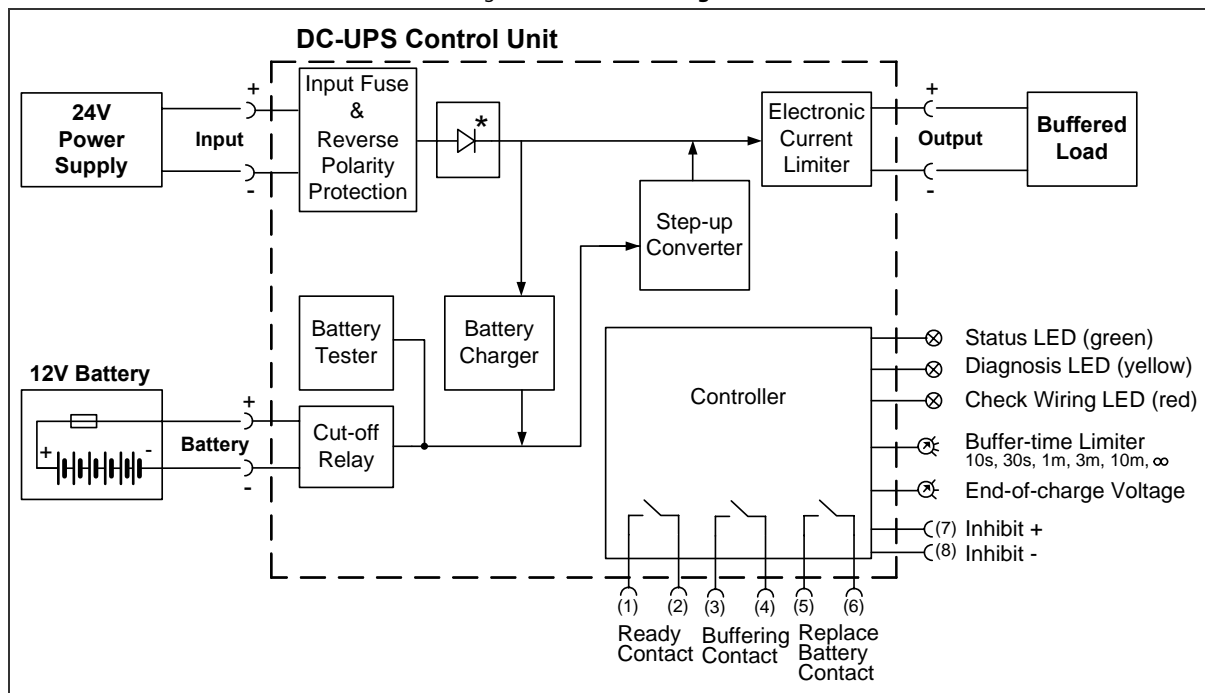 DC-UPS Control Unit
24V
Power
Supply
+
Input
-
Input Fuse
&
Reverse
Polarity
Protection
*
Electronic
Current
Limiter
+
Output
-
Buffered
Load
Step-up
Converter
Battery
Tester
Battery
Charger
12V Battery
+ -
+
Battery
-
Cut-off
Relay
Controller
Status LED (green)
Diagnosis LED (yellow)
Check Wiring LED (red)
Buffer-time Limiter
10s, 30s, 1m, 3m, 10m, ∞
End-of-charge Voltage
(7) Inhibit +
(8) Inhibit -
(1) (2) (3) (4) (5) (6)
Ready
Contact
Buffering
Contact
Replace
Battery
Contact